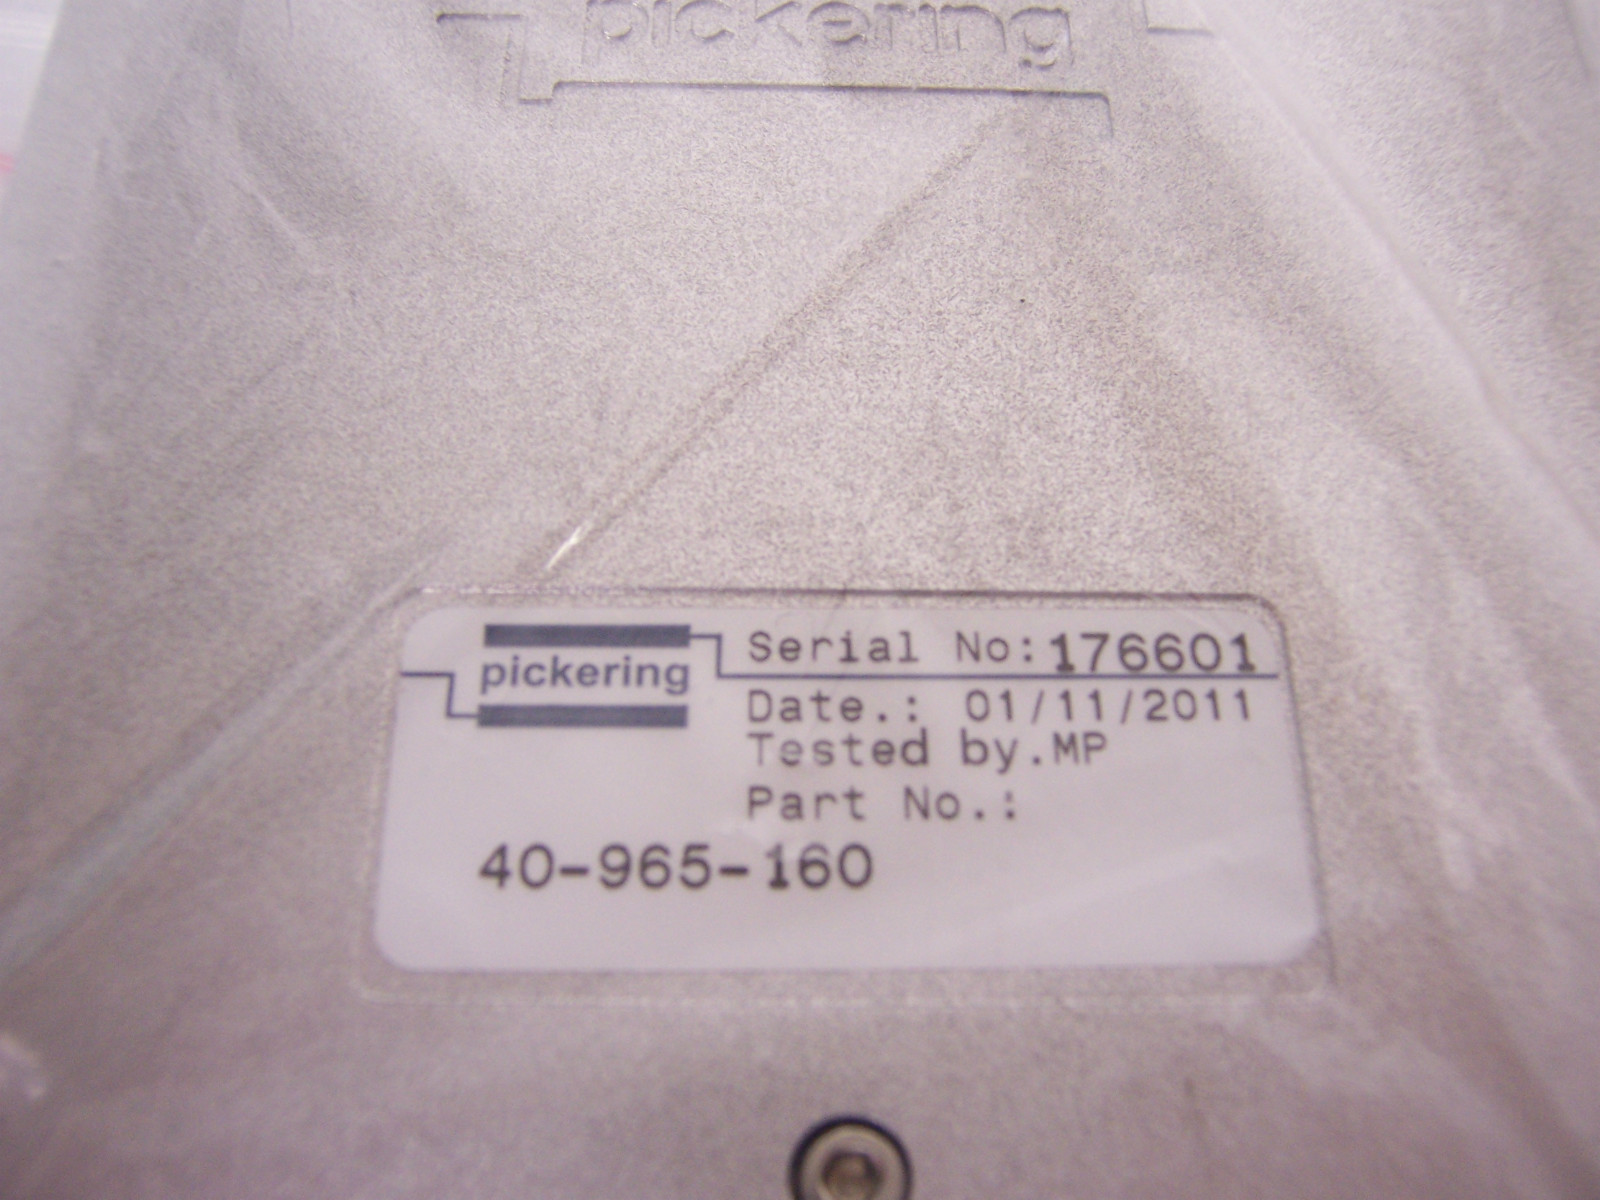 pickering
pickering
Serial No:176601
Date.: 01/11/2011
Tested by.MP
Part No.:
40-965-160